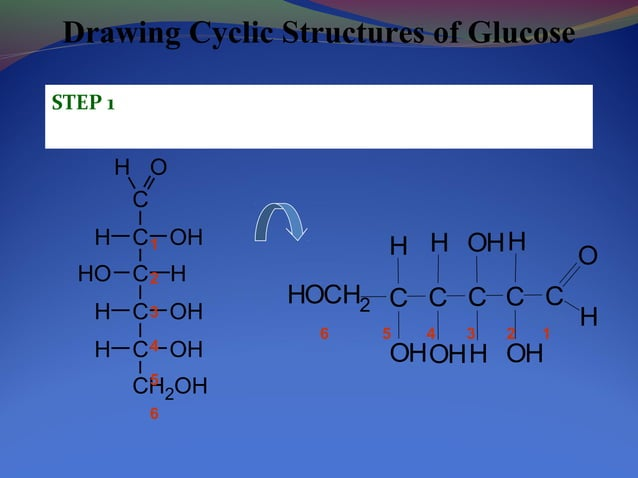 Drawing Cyclic Structures of Glucose
STEP 1
H O
C
H C 1 OH
HO C 2 H
H C 3 OH
H C 4 OH
5
CH2OH
6
H H OH H O
HOCH2 C C C C C
H
6 5 4 3 2 1
OH OH H OH